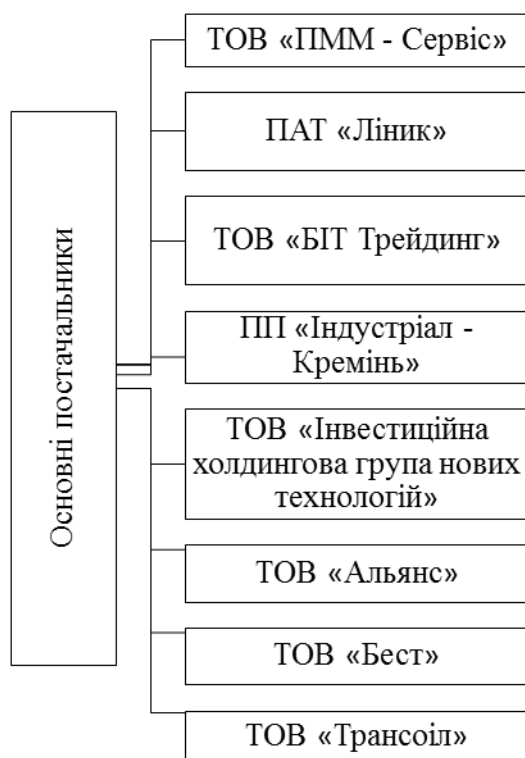 Основні постачальники
ТОВ «ПММ - Сервіс»
ПАТ «Ліник»
ТОВ «БІТ Трейдинг»
ПП «Індустріал -
Кремінь»
ТОВ «Інвестиційна
холдингова група нових
технологій»
ТОВ «Альянс»
ТОВ «Бест»
ТОВ «Трансоіл»